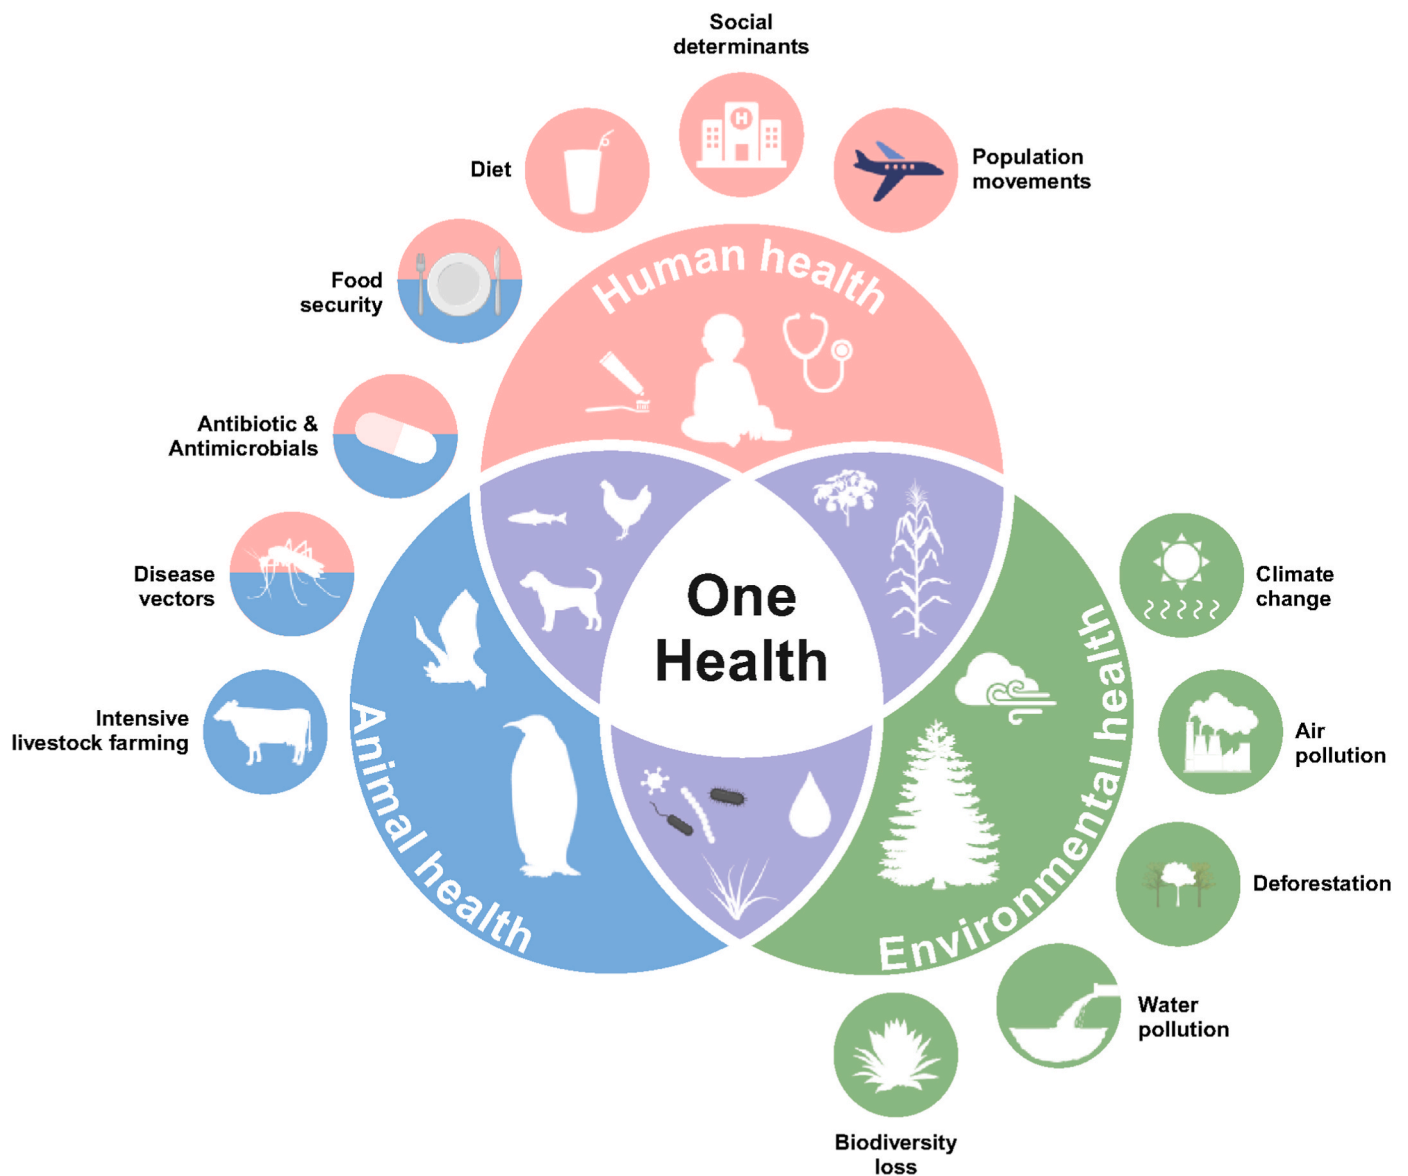 Social
determinants
Diet
Population
movements
Food
security
Human health
Antibiotic &
Antimicrobials
Disease
vectors
Intensive
livestock farming
Animal health
One
Health
Environmental health
Climate
change
Air
pollution
Deforestation
Water
pollution
Biodiversity
loss
H